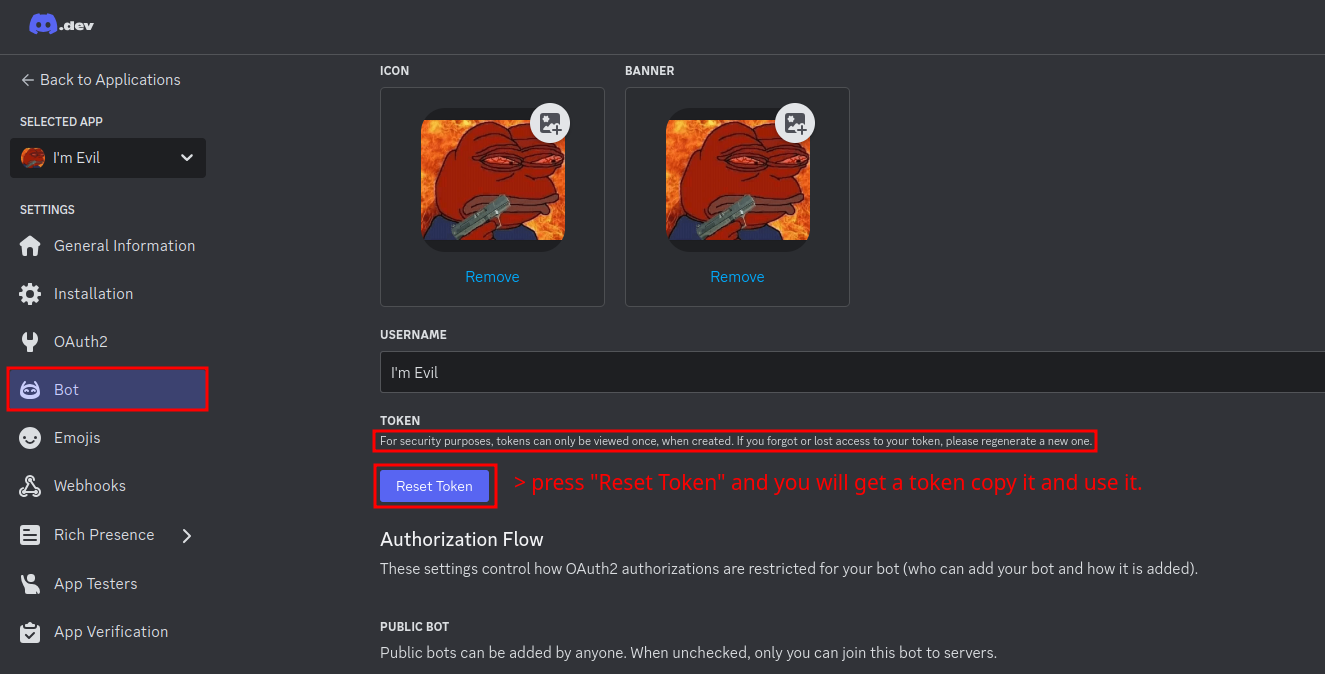 .dev
Back to Applications
SELECTED APP
I'm Evil
SETTINGS
General Information
Installation
OAuth2
Bot
Emojis
Webhooks
Rich Presence
App Testers
App Verification
ICON
BANNER
Remove
Remove
USERNAME
I'm Evil
TOKEN
For security purposes, tokens can only be viewed once, when created. If you forgot or lost access to your token, please regenerate a new one.
Reset Token
> press "Reset Token" and you will get a token copy it and use it.
Authorization Flow
These settings control how OAuth2 authorizations are restricted for your bot (who can add your bot and how it is added).
PUBLIC BOT
Public bots can be added by anyone. When unchecked, only you can join this bot to servers.